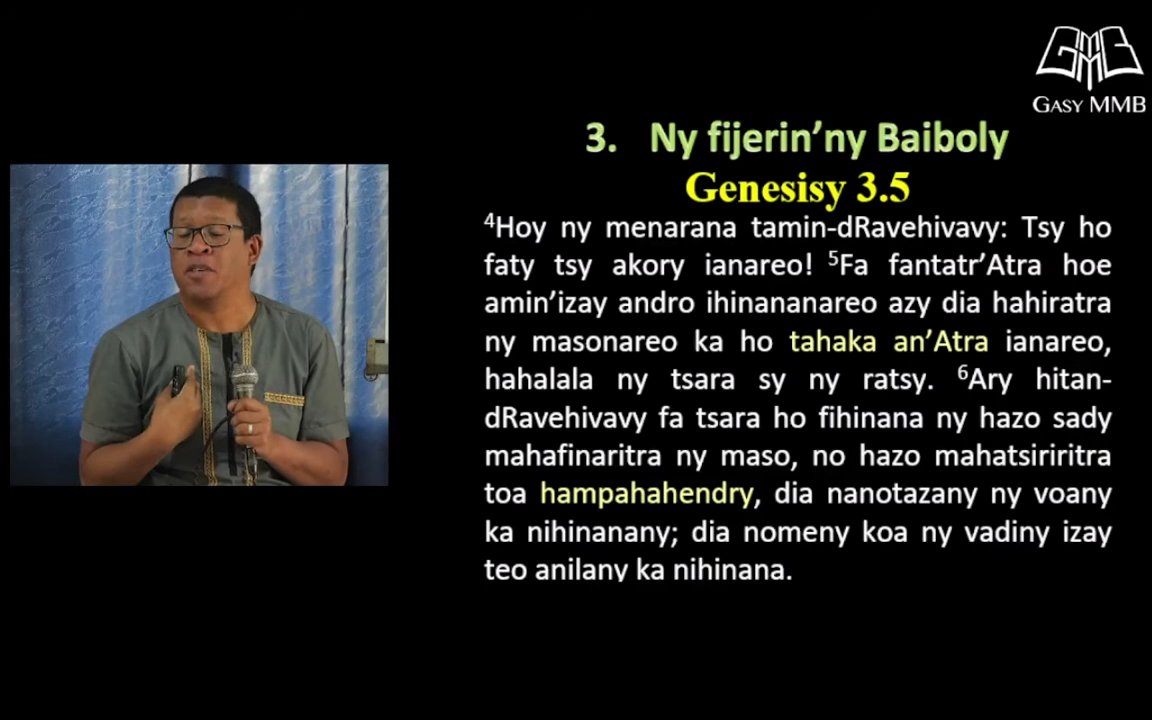 GMMB
GASY MMB
3. Ny fijerin’ny Baiboly
Genesisy 3.5
⁴Hoy ny menarana tamin-dRavehivavy: Tsy ho
faty tsy akory ianareo! ⁵Fa fantatr’Atra hoe
amin’izay andro ihinananareo azy dia hahiratra
ny masonareo ka ho tahaka an’Atra ianareo,
hahalala ny tsara sy ny ratsy. ⁶Ary hitan-
dRavehivavy fa tsara ho fihinana ny hazo sady
mahafinaritra ny maso, no hazo mahatsiriritra
toa hampahahendry, dia nanotazany ny voany
ka nihinanany; dia nomeny koa ny vadiny izay
teo anilany ka nihinana.